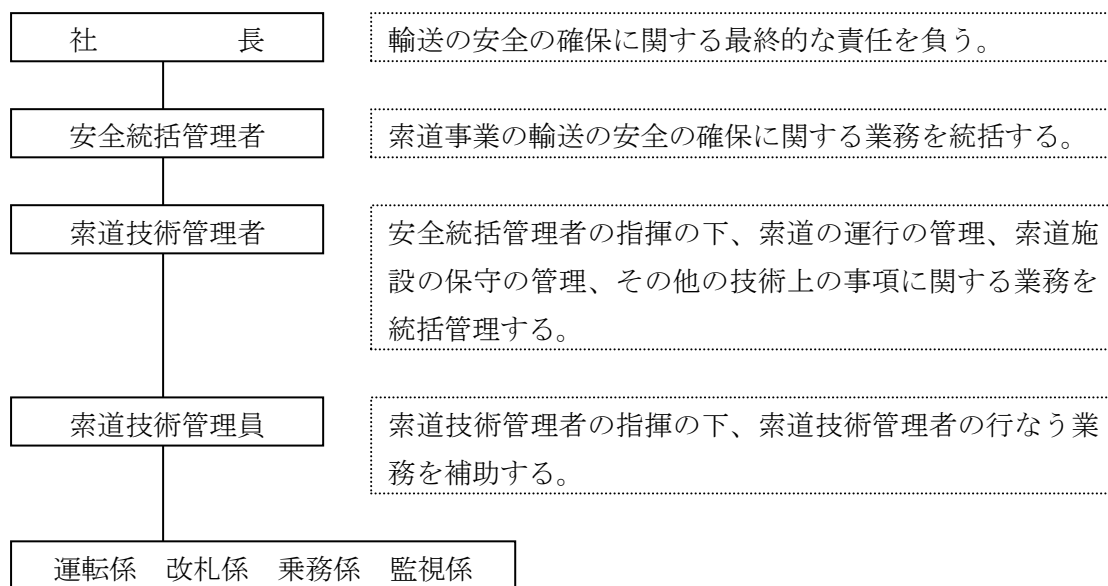 社　　　　　長
輸送の安全の確保に関する最終的な責任を負う。
安全統括管理者
索道事業の輸送の安全の確保に関する業務を統括する。
索道技術管理者
安全統括管理者の指揮の下、索道の運行の管理、索道施
設の保守の管理、その他の技術上の事項に関する業務を
統括管理する。
索道技術管理員
索道技術管理者の指揮の下、索道技術管理者の行なう業
務を補助する。
運転係　改札係　乗務係　監視係